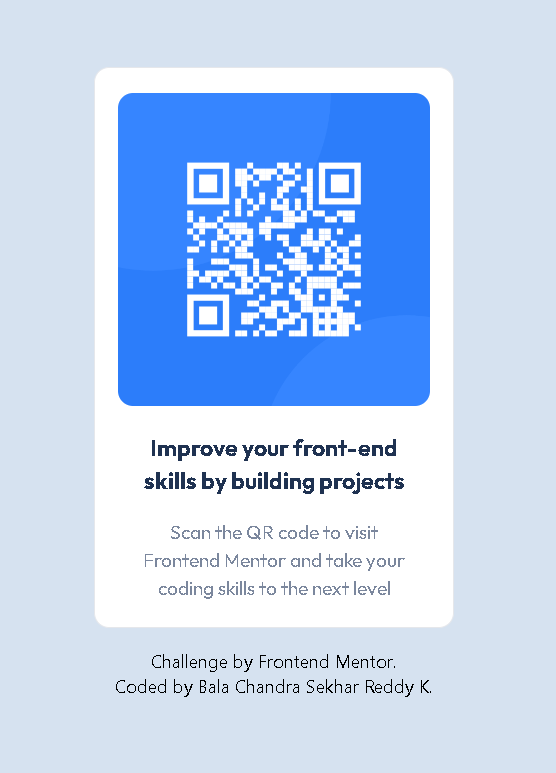 Improve your front-end
skills by building projects
Scan the QR code to visit
Frontend Mentor and take your
coding skills to the next level
Challenge by Frontend Mentor.
Coded by Bala Chandra Sekhar Reddy K.